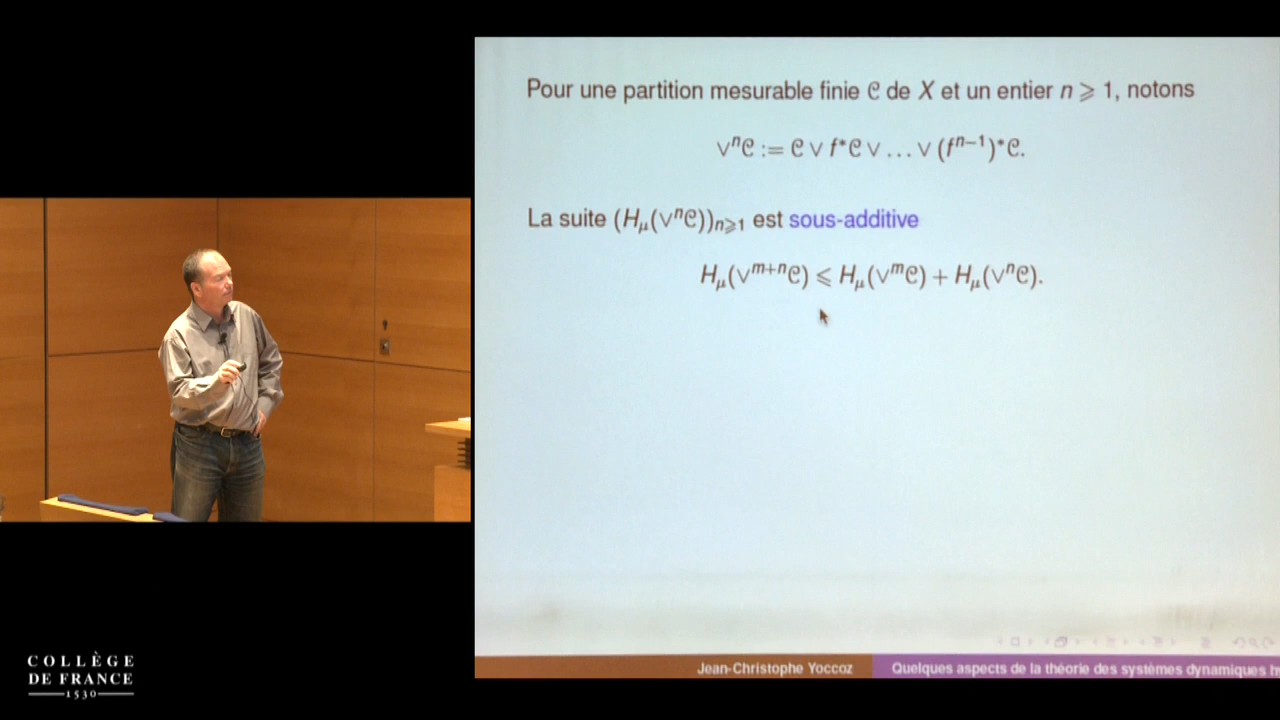 Pour une partition mesurable finie 𝒞 de X et un entier n ⩾ 1, notons
∨ⁿ𝒞 := 𝒞 ∨ f*𝒞 ∨ … ∨ (fⁿ⁻¹)*𝒞.
La suite (H_μ(∨ⁿ𝒞))_{n⩾1} est sous-additive
H_μ(∨ᵐ⁺ⁿ𝒞) ⩽ H_μ(∨ᵐ𝒞) + H_μ(∨ⁿ𝒞).
Jean-Christophe Yoccoz
Quelques aspects de la théorie des systèmes dynamiques
COLLÈGE
DE FRANCE
1530